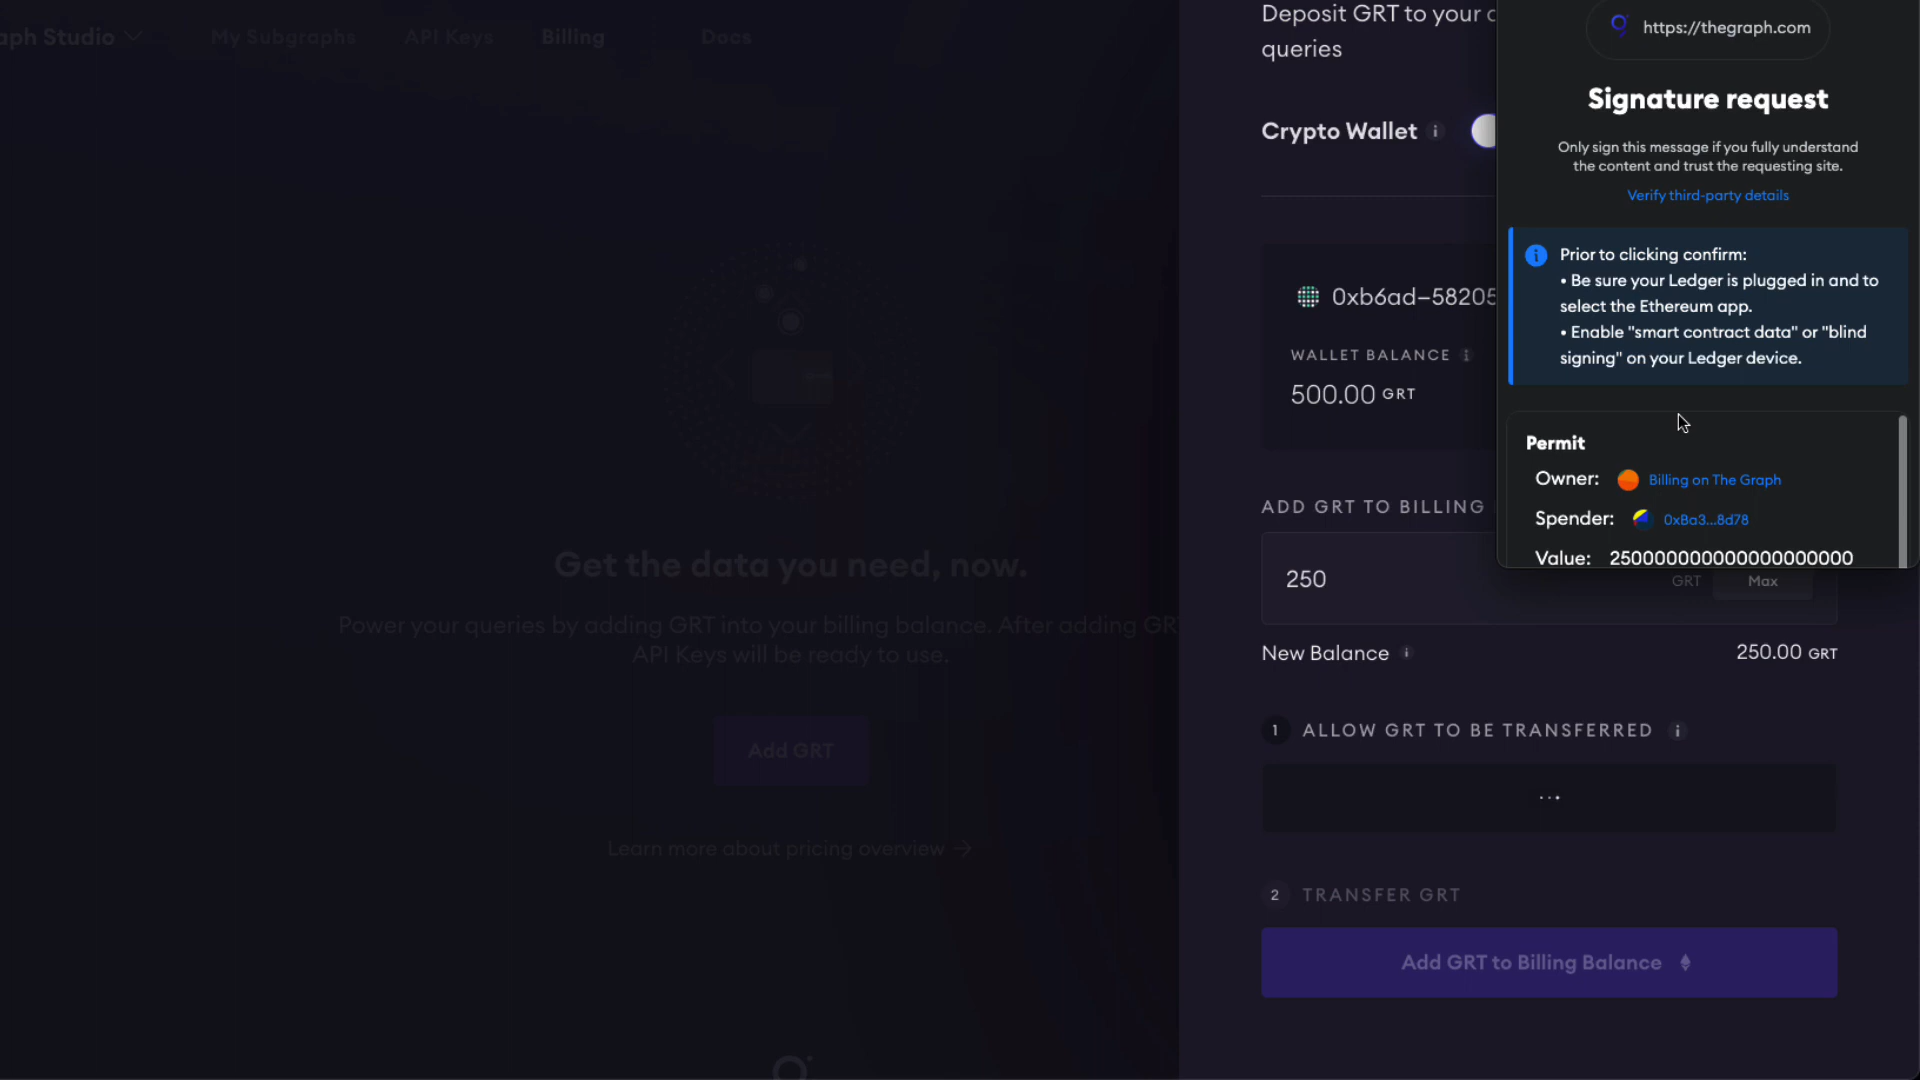 aph Studio
My Subgraphs
API Keys
Billing
Docs
Get the data you need, now.
Power your queries by adding GRT into your billing balance. After adding GR
API Keys will be ready to use.
Add GRT
Learn more about pricing overview →
Deposit GRT to your
queries
Crypto Wallet
0xb6ad–58205
WALLET BALANCE
500.00 GRT
ADD GRT TO BILLING
250
GRT
Max
New Balance
250.00 GRT
1 ALLOW GRT TO BE TRANSFERRED
2 TRANSFER GRT
Add GRT to Billing Balance
https://thegraph.com
Signature request
Only sign this message if you fully understand
the content and trust the requesting site.
Verify third-party details
Prior to clicking confirm:
• Be sure your Ledger is plugged in and to
select the Ethereum app.
• Enable "smart contract data" or "blind
signing" on your Ledger device.
Permit
Owner: Billing on The Graph
Spender: 0xBa3...8d78
Value: 250000000000000000000